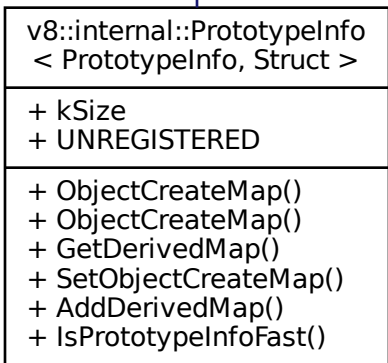 v8::internal::PrototypeInfo
< PrototypeInfo, Struct >
+ kSize
+ UNREGISTERED
+ ObjectCreateMap()
+ ObjectCreateMap()
+ GetDerivedMap()
+ SetObjectCreateMap()
+ AddDerivedMap()
+ IsPrototypeInfoFast()